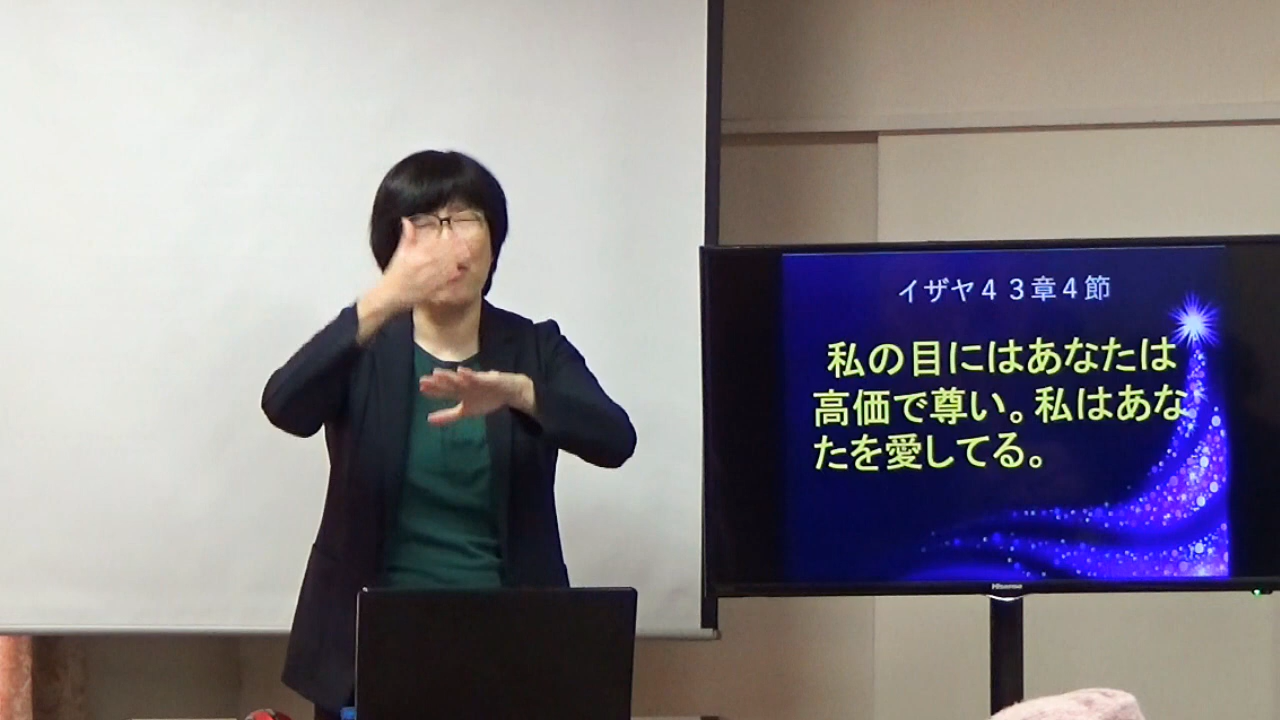 イザヤ４３章４節
私の目にはあなたは
高価で尊い。私はあな
たを愛してる。
Hisense